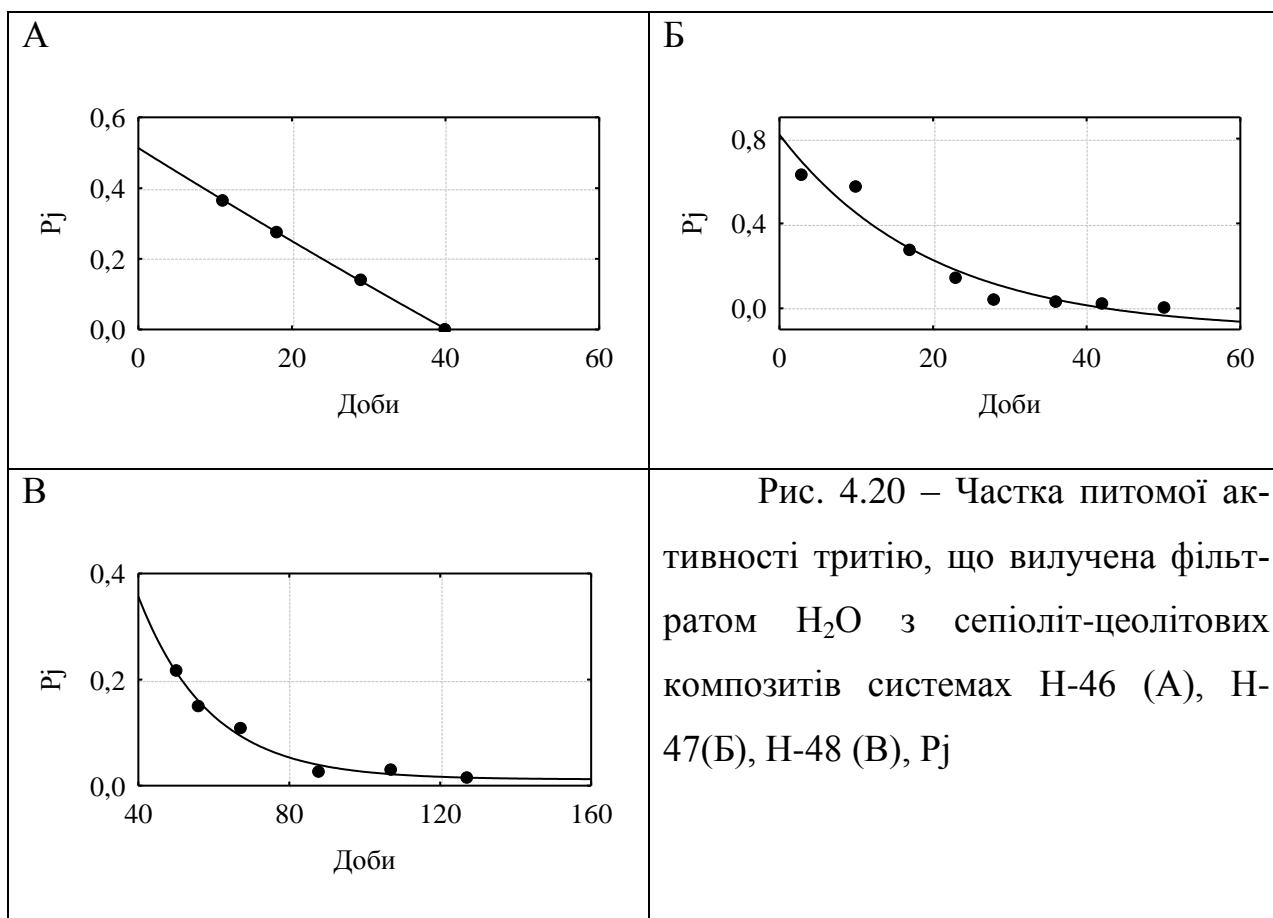 А
0,6
0,4
0,2
0,0
Pj
0
20
40
60
Доби
Б
0,8
0,4
0,0
Pj
0
20
40
60
Доби
В
0,4
0,2
0,0
Pj
40
80
120
160
Доби
Рис. 4.20 – Частка питомої ак-
тивності тритію, що вилучена фільт-
ратом H₂O з сепіоліт-цеолітових
композитів системах Н-46 (А), Н-
47(Б), Н-48 (В), Pj